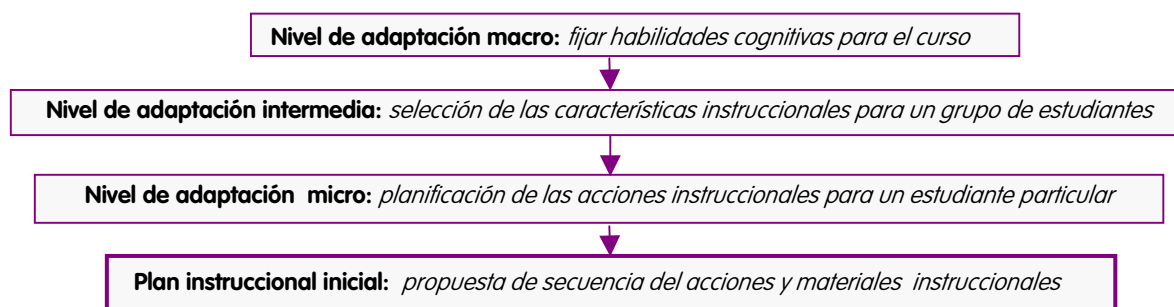 Nivel de adaptación macro: fijar habilidades cognitivas para el curso
Nivel de adaptación intermedia: selección de las características instruccionales para un grupo de estudiantes
Nivel de adaptación micro: planificación de las acciones instruccionales para un estudiante particular
Plan instruccional inicial: propuesta de secuencia del acciones y materiales instruccionales